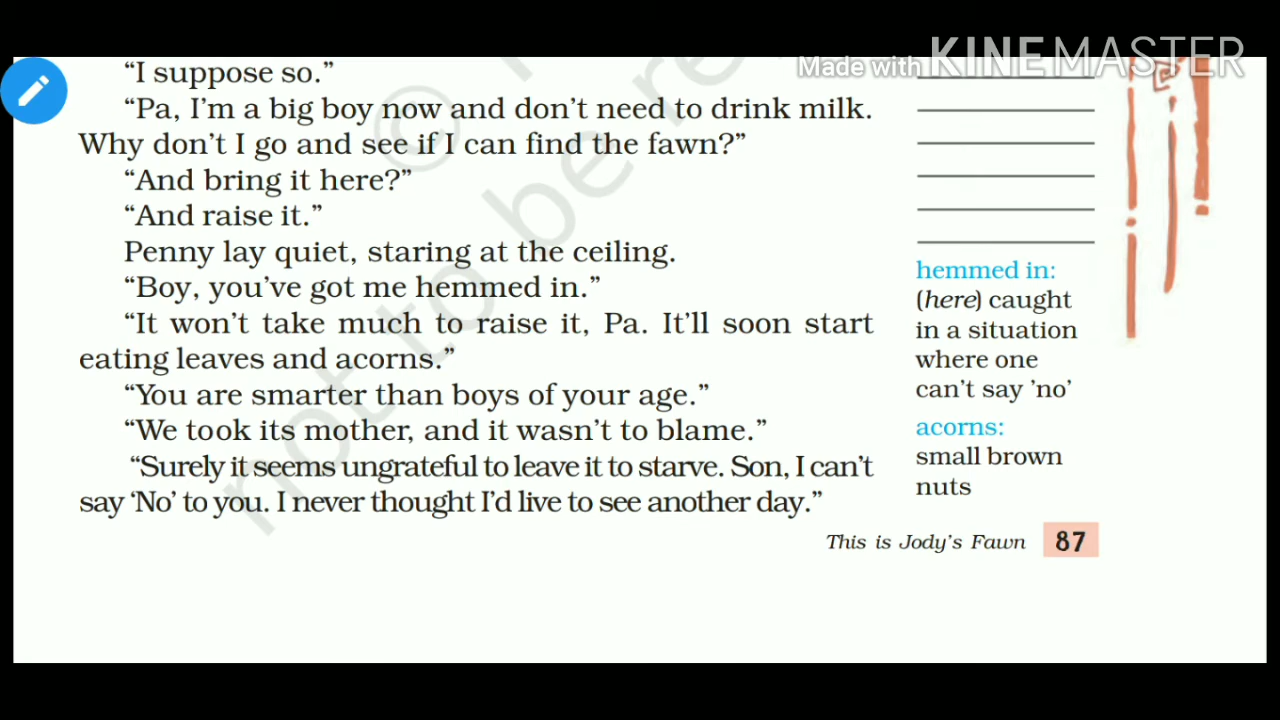 Made with KINEMASTER
“I suppose so.”
“Pa, I’m a big boy now and don’t need to drink milk.
Why don’t I go and see if I can find the fawn?”
“And bring it here?”
“And raise it.”
Penny lay quiet, staring at the ceiling.
“Boy, you’ve got me hemmed in.”
“It won’t take much to raise it, Pa. It’ll soon start
eating leaves and acorns.”
“You are smarter than boys of your age.”
“We took its mother, and it wasn’t to blame.”
“Surely it seems ungrateful to leave it to starve. Son, I can’t
say ‘No’ to you. I never thought I’d live to see another day.”
hemmed in:
(here) caught
in a situation
where one
can’t say ’no’
acorns:
small brown
nuts
This is Jody’s Fawn 87
©
not to be re